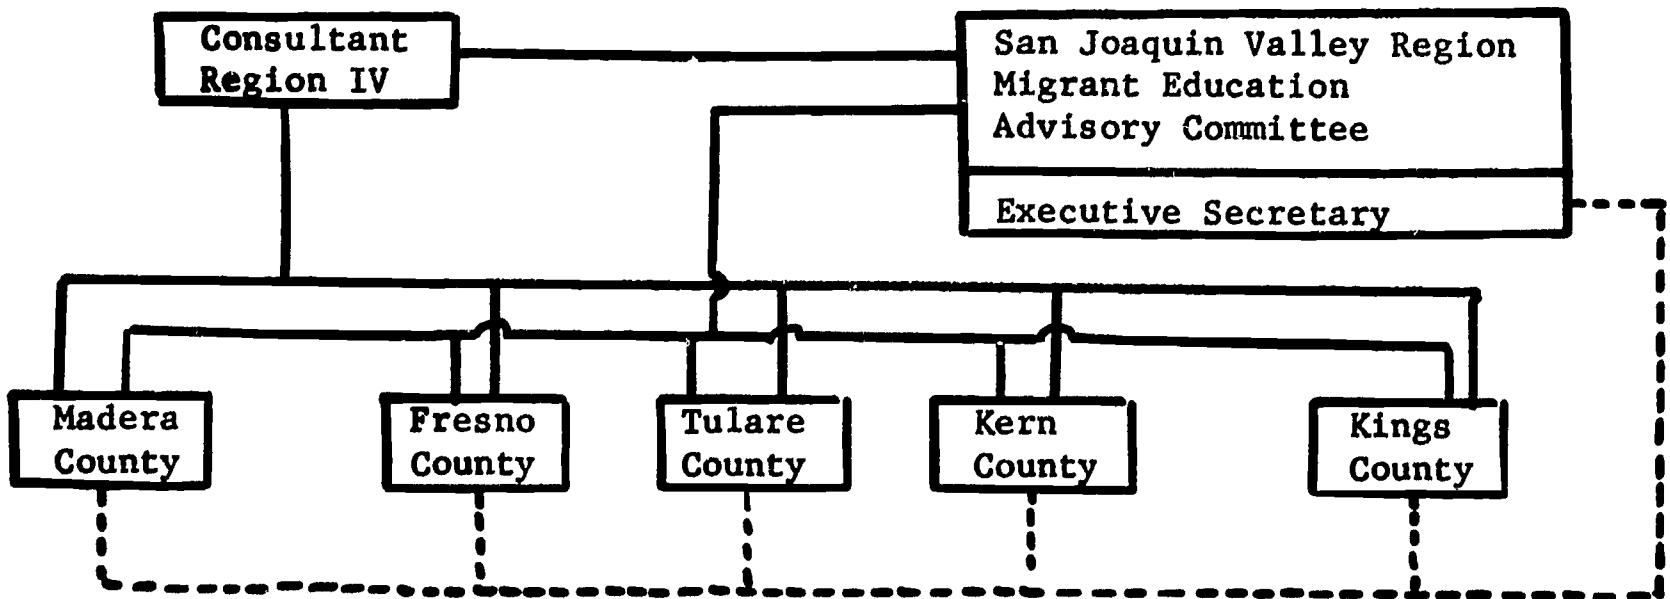 Consultant
Region IV
San Joaquin Valley Region
Migrant Education
Advisory Committee
Executive Secretary
Madera
County
Fresno
County
Tulare
County
Kern
County
Kings
County